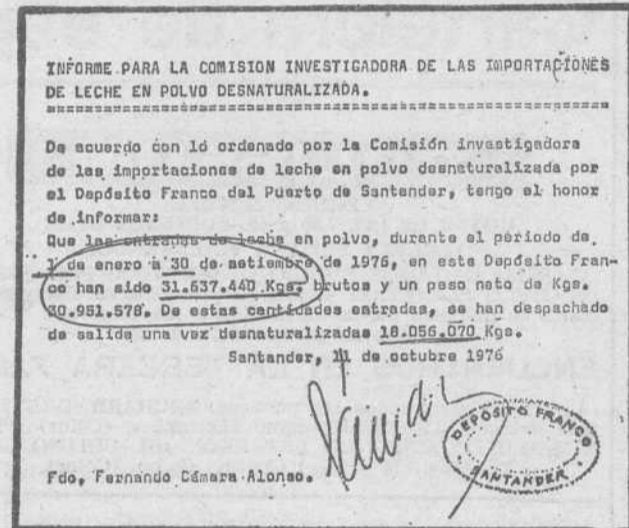 INFORME PARA LA COMISION INVESTIGADORA DE LAS IMPORTACIONES
DE LECHE EN POLVO DESNATURALIZADA.
De acuerdo con lo ordenado por la Comisión investigadora
de las importaciones de leche en polvo desnaturalizada por
el Depósito Franco del Puerto de Santander, tengo el honor
de informar:
Que las entradas de leche en polvo, durante el período de
1º de enero a 30 de setiembre de 1976, en este Depósito Fran-
co han sido 31.637.440 Kgs. brutos y un peso neto de Kgs.
30.951.578. De estas cantidades entradas, se han despachado
de salida una vez desnaturalizadas 18.056.070 Kgs.
Santander, 11 de octubre 1976
DEPOSITO FRANCO
SANTANDER
Fdo, Fernando Cámara Alonso.